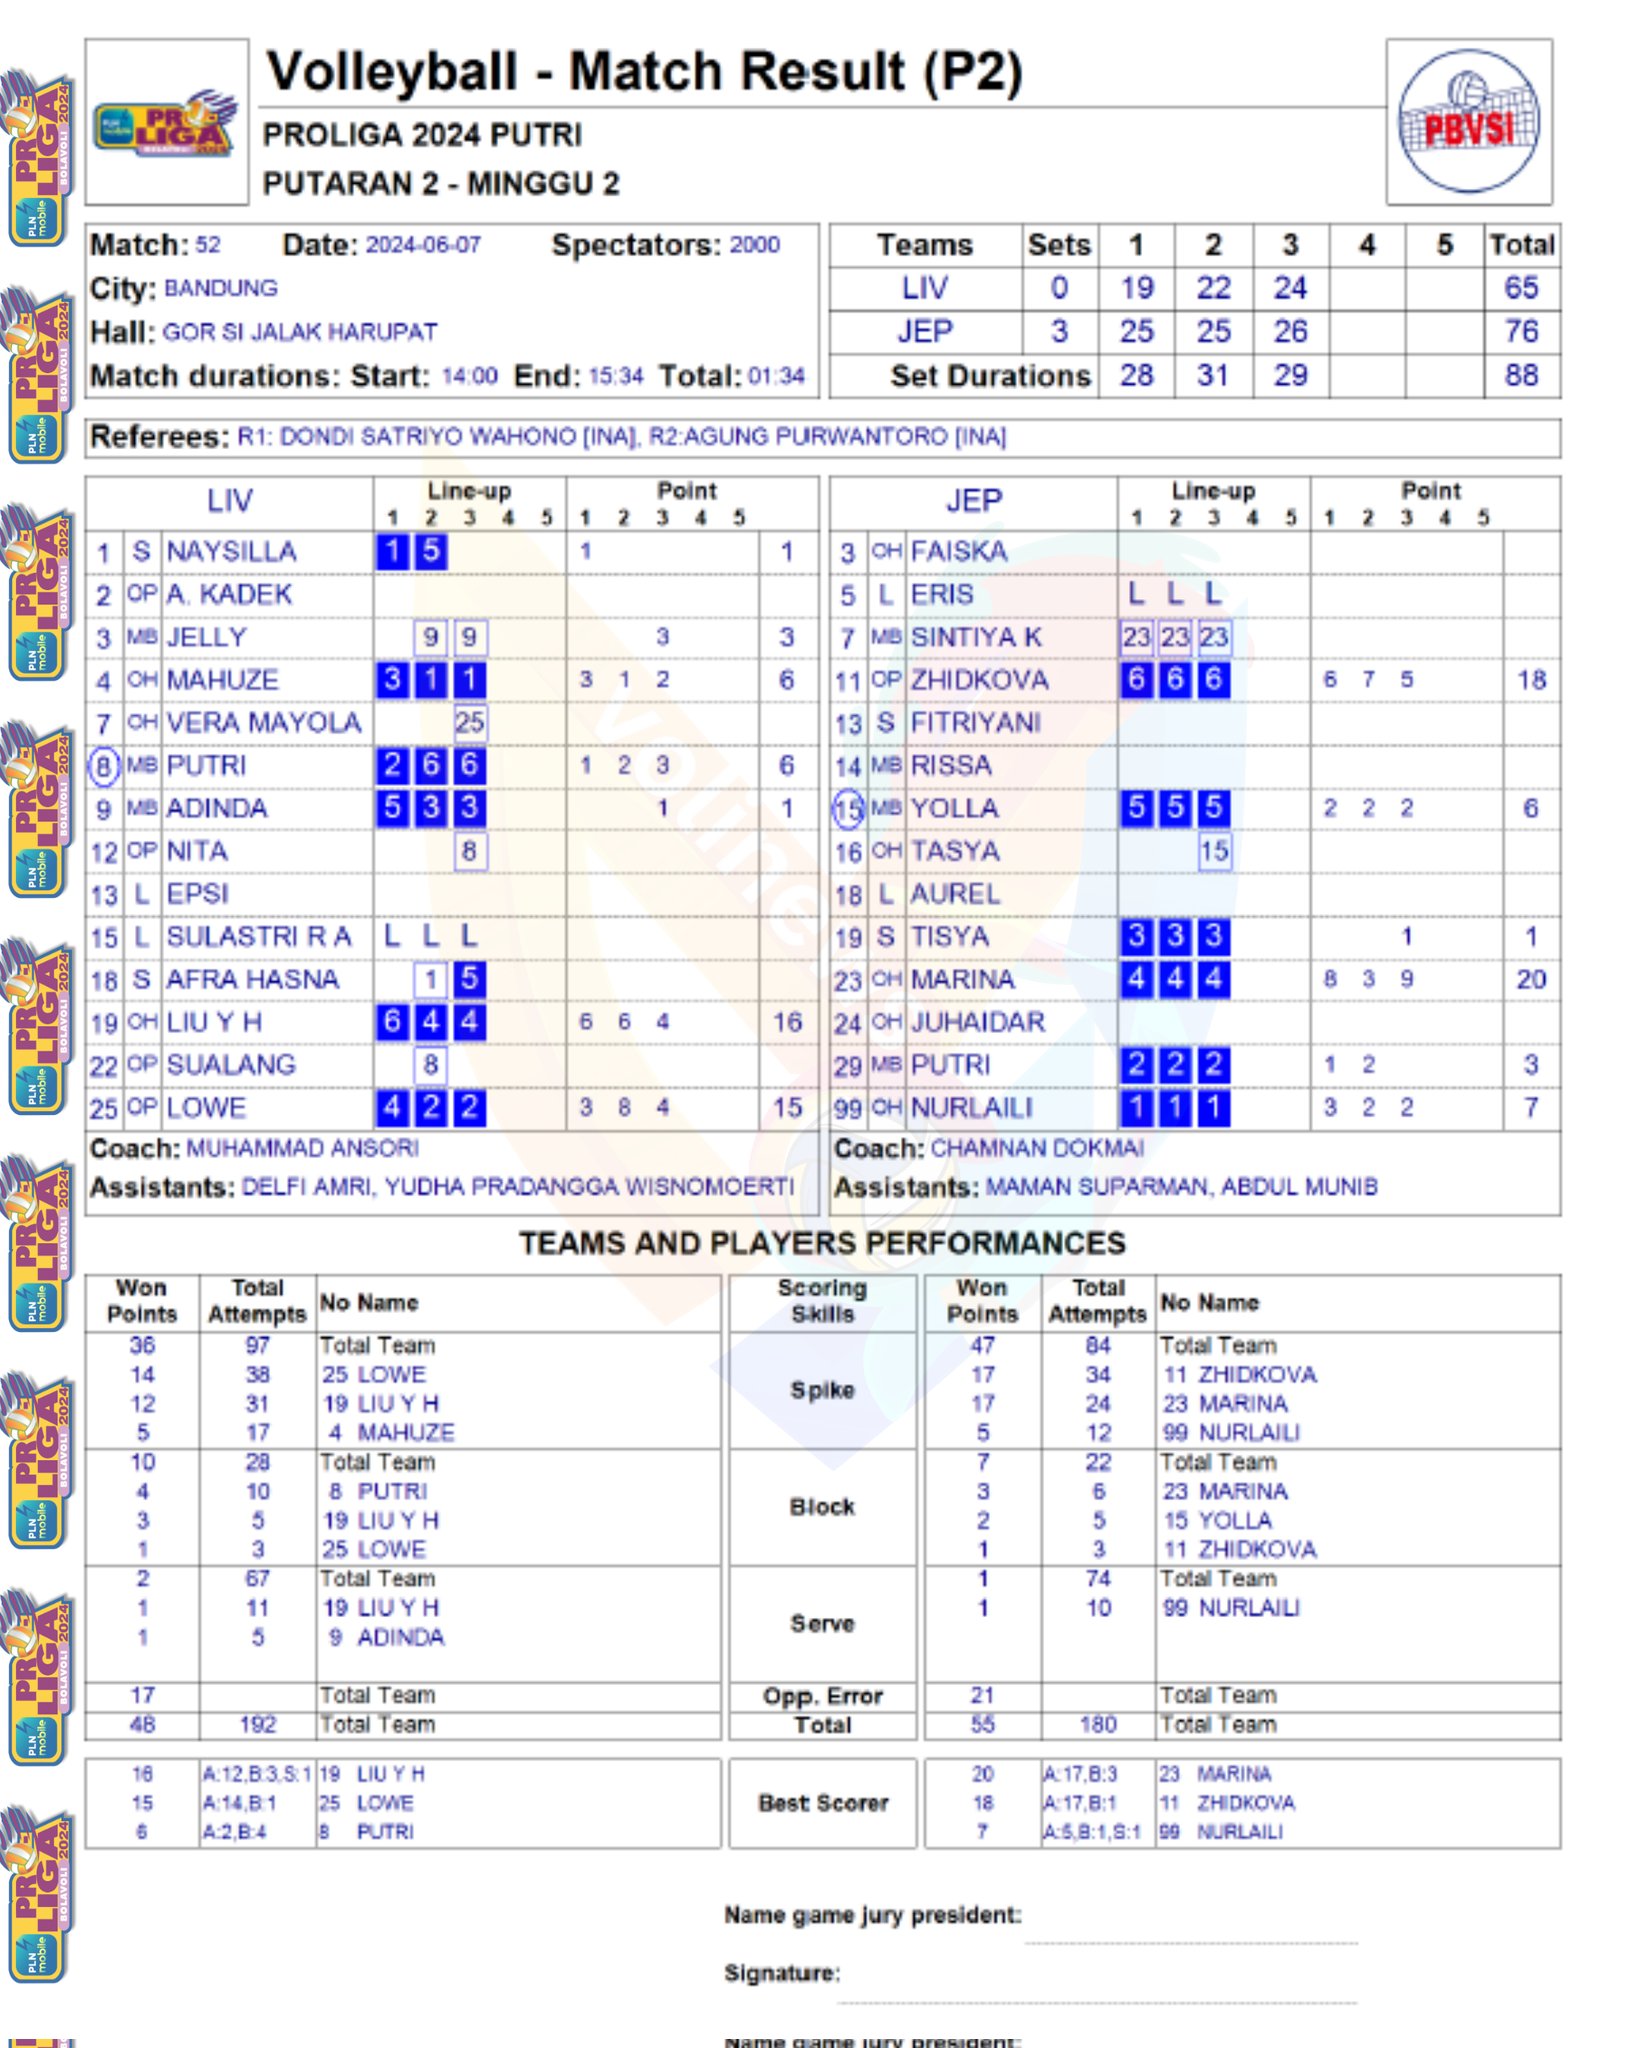 Volleyball - Match Result (P2)
PROLIGA 2024 PUTRI
PUTARAN 2 - MINGGU 2
PLN mobile PROLIGA BOLAVOLI 2024
PBVSI
Match: 52 Date: 2024-06-07 Spectators: 2000
City: BANDUNG
Hall: GOR SI JALAK HARUPAT
Match durations: Start: 14:00 End: 15:34 Total: 01:34
Teams Sets 1 2 3 4 5 Total
LIV 0 19 22 24 65
JEP 3 25 25 26 76
Set Durations 28 31 29 88
Referees: R1: DONDI SATRIYO WAHONO [INA], R2:AGUNG PURWANTORO [INA]
LIV Line-up Point
1 2 3 4 5 1 2 3 4 5
1 S NAYSILLA 1 5 1 1
2 OP A. KADEK
3 MB JELLY 9 9 3 3
4 OH MAHUZE 3 1 1 3 1 2 6
7 OH VERA MAYOLA 25
8 MB PUTRI 2 6 6 1 2 3 6
9 MB ADINDA 5 3 3 1 1
12 OP NITA 8
13 L EPSI
15 L SULASTRI R A L L L
18 S AFRA HASNA 1 5
19 OH LIU Y H 6 4 4 6 6 4 16
22 OP SUALANG 8
25 OP LOWE 4 2 2 3 8 4 15
Coach: MUHAMMAD ANSORI
Assistants: DELFI AMRI, YUDHA PRADANGGA WISNOMOERTI
JEP Line-up Point
1 2 3 4 5 1 2 3 4 5
3 OH FAISKA
5 L ERIS L L L
7 MB SINTIYA K 23 23 23
11 OP ZHIDKOVA 6 6 6 6 7 5 18
13 S FITRIYANI
14 MB RISSA
15 MB YOLLA 5 5 5 2 2 2 6
16 OH TASYA 15
18 L AUREL
19 S TISYA 3 3 3 1 1
23 OH MARINA 4 4 4 8 3 9 20
24 OH JUHAIDAR
29 MB PUTRI 2 2 2 1 2 3
99 OH NURLAILI 1 1 1 3 2 2 7
Coach: CHAMNAN DOKMAI
Assistants: MAMAN SUPARMAN, ABDUL MUNIB
TEAMS AND PLAYERS PERFORMANCES
Won Points Total Attempts No Name Scoring Skills Won Points Total Attempts No Name
36 97 Total Team Spike 47 84 Total Team
14 38 25 LOWE 17 34 11 ZHIDKOVA
12 31 19 LIU Y H 17 24 23 MARINA
5 17 4 MAHUZE 5 12 99 NURLAILI
10 28 Total Team Block 7 22 Total Team
4 10 8 PUTRI 3 6 23 MARINA
3 5 19 LIU Y H 2 5 15 YOLLA
1 3 25 LOWE 1 3 11 ZHIDKOVA
2 67 Total Team Serve 1 74 Total Team
1 11 19 LIU Y H 1 10 99 NURLAILI
1 5 9 ADINDA
17 Total Team Opp. Error 21 Total Team
48 192 Total Team Total 55 180 Total Team
16 A:12,B:3,S:1 19 LIU Y H Best Scorer 20 A:17,B:3 23 MARINA
15 A:14,B:1 25 LOWE 18 A:17,B:1 11 ZHIDKOVA
6 A:2,B:4 8 PUTRI 7 A:5,B:1,S:1 99 NURLAILI
Name game jury president:
Signature:
Name game jury president: